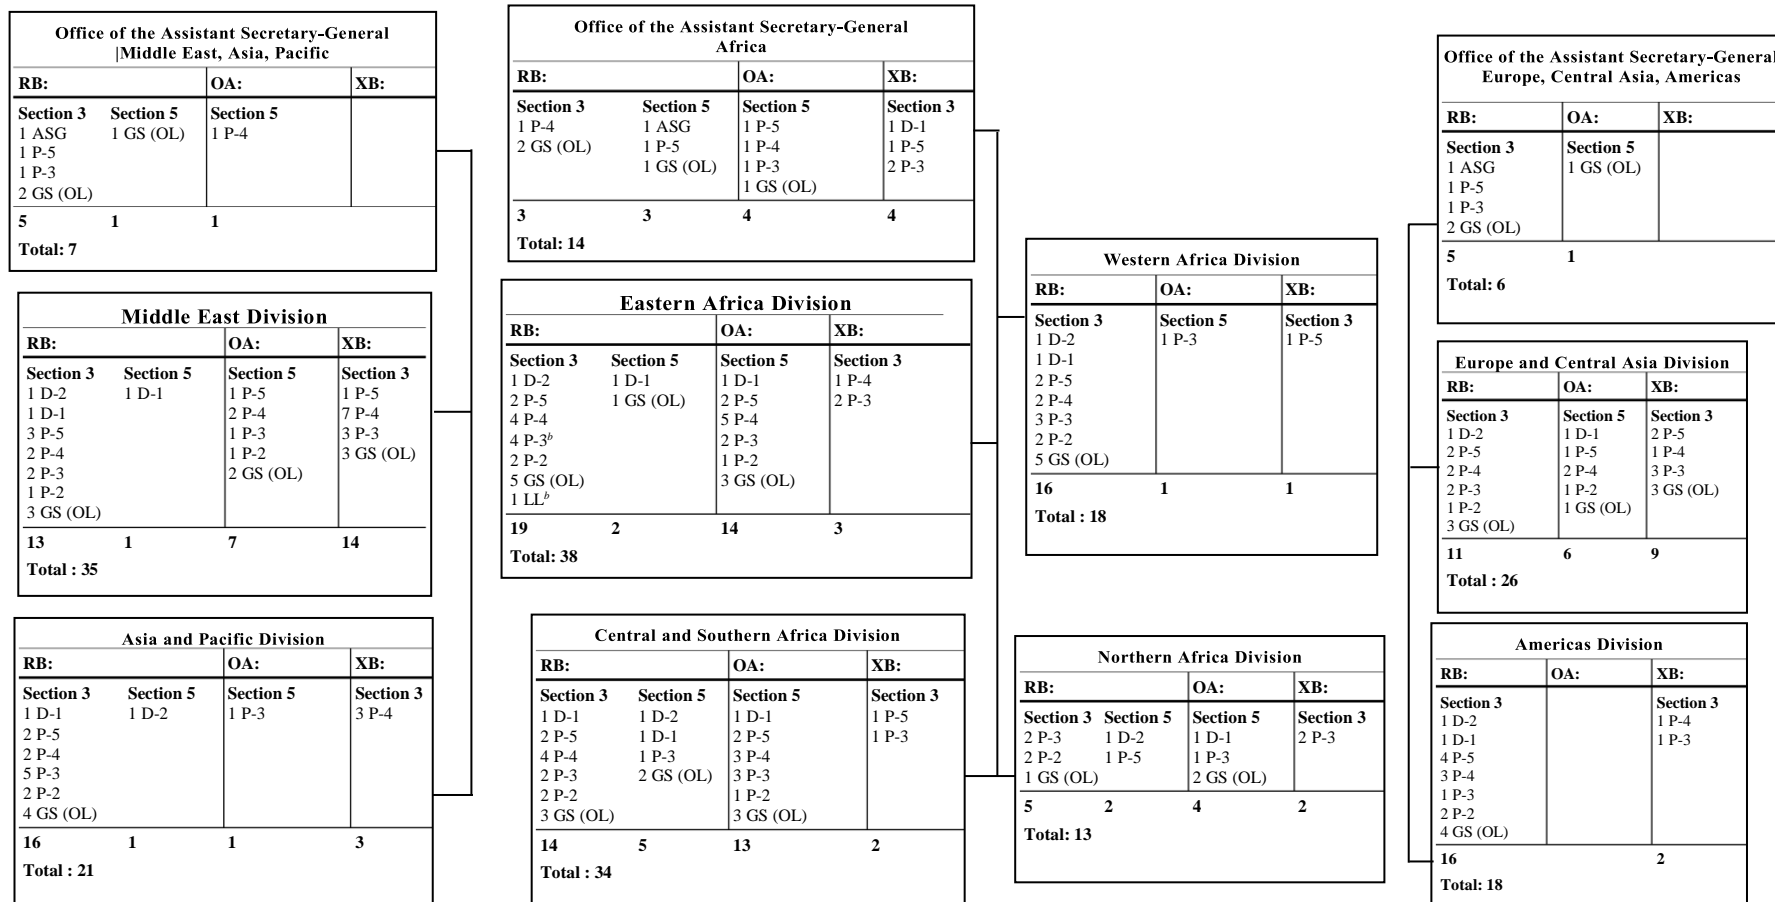 Office of the Assistant Secretary-General
|Middle East, Asia, Pacific
RB: OA: XB:
Section 3 Section 5 Section 5
1 ASG 1 GS (OL) 1 P-4
1 P-5
1 P-3
2 GS (OL)
5 1 1
Total: 7
Middle East Division
RB: OA: XB:
Section 3 Section 5 Section 5 Section 3
1 D-2 1 D-1 1 P-5 1 P-5
1 D-1 2 P-4 7 P-4
3 P-5 1 P-3 3 P-3
2 P-4 1 P-2 3 GS (OL)
2 P-3 2 GS (OL)
1 P-2
3 GS (OL)
13 1 7 14
Total : 35
Asia and Pacific Division
RB: OA: XB:
Section 3 Section 5 Section 5 Section 3
1 D-1 1 D-2 1 P-3 3 P-4
2 P-5
2 P-4
5 P-3
2 P-2
4 GS (OL)
16 1 1 3
Total : 21
Office of the Assistant Secretary-General
Africa
RB: OA: XB:
Section 3 Section 5 Section 5 Section 3
1 P-4 1 ASG 1 P-5 1 D-1
2 GS (OL) 1 P-5 1 P-4 1 P-5
1 GS (OL) 1 P-3 2 P-3
1 GS (OL)
3 3 4 4
Total: 14
Eastern Africa Division
RB: OA: XB:
Section 3 Section 5 Section 5 Section 3
1 D-2 1 D-1 1 D-1 1 P-4
2 P-5 1 GS (OL) 2 P-5 2 P-3
4 P-4 5 P-4
4 P-3b 2 P-3
2 P-2 1 P-2
5 GS (OL) 3 GS (OL)
1 LLb
19 2 14 3
Total: 38
Central and Southern Africa Division
RB: OA: XB:
Section 3 Section 5 Section 5 Section 3
1 D-1 1 D-2 1 D-1 1 P-5
2 P-5 1 D-1 2 P-5 1 P-3
4 P-4 1 P-3 3 P-4
2 P-3 2 GS (OL) 3 P-3
2 P-2 1 P-2
3 GS (OL) 3 GS (OL)
14 5 13 2
Total : 34
Western Africa Division
RB: OA: XB:
Section 3 Section 5 Section 3
1 D-2 1 P-3 1 P-5
1 D-1
2 P-5
2 P-4
3 P-3
2 P-2
5 GS (OL)
16 1 1
Total : 18
Northern Africa Division
RB: OA: XB:
Section 3 Section 5 Section 5 Section 3
2 P-3 1 D-2 1 D-1 2 P-3
2 P-2 1 P-5 1 P-3
1 GS (OL) 2 GS (OL)
5 2 4 2
Total: 13
Office of the Assistant Secretary-General
Europe, Central Asia, Americas
RB: OA: XB:
Section 3 Section 5
1 ASG 1 GS (OL)
1 P-5
1 P-3
2 GS (OL)
5 1
Total: 6
Europe and Central Asia Division
RB: OA: XB:
Section 3 Section 5 Section 3
1 D-2 1 D-1 2 P-5
2 P-5 1 P-5 1 P-4
2 P-4 2 P-4 3 P-3
2 P-3 1 P-2 3 GS (OL)
1 P-2 1 GS (OL)
3 GS (OL)
11 6 9
Total : 26
Americas Division
RB: OA: XB:
Section 3 Section 3
1 D-2 1 P-4
1 D-1 1 P-3
4 P-5
3 P-4
1 P-3
2 P-2
4 GS (OL)
16 2
Total: 18